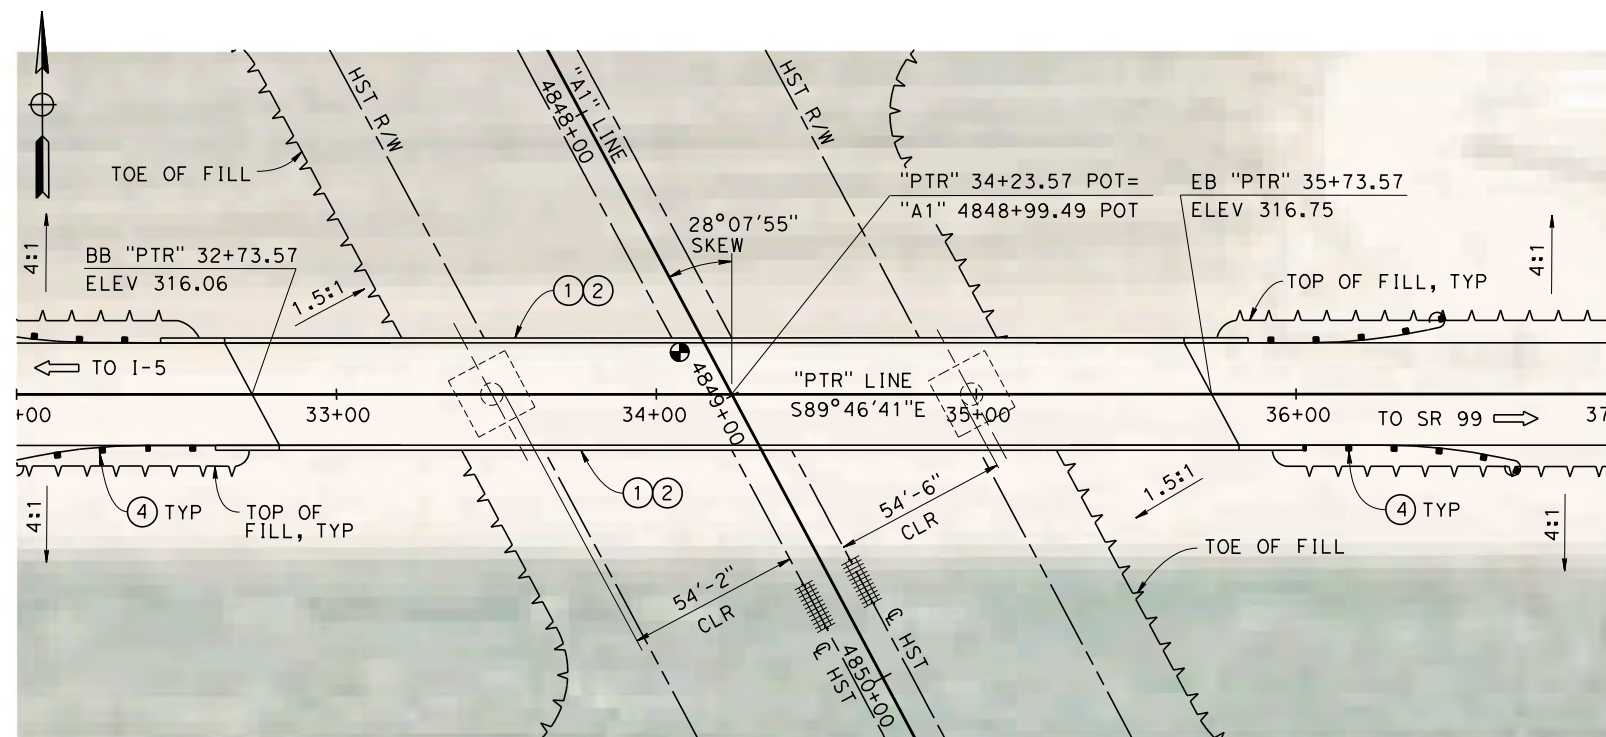 HST R/W
"A1" LINE
4848+00
HST R/W
TOE OF FILL
"PTR" 34+23.57 POT=
"A1" 4848+99.49 POT
EB "PTR" 35+73.57
ELEV 316.75
28°07'55"
SKEW
4:1
BB "PTR" 32+73.57
ELEV 316.06
1.5:1
1 2
TOP OF FILL, TYP
4:1
TO I-5
4849+00
"PTR" LINE
S89°46'41"E
+00
33+00
34+00
35+00
36+00
TO SR 99
37
4:1
4 TYP
TOP OF
FILL, TYP
1 2
54'-6"
CLR
1.5:1
4 TYP
4:1
TOE OF FILL
54'-2"
CLR
℄ HST
℄ HST
4850+00